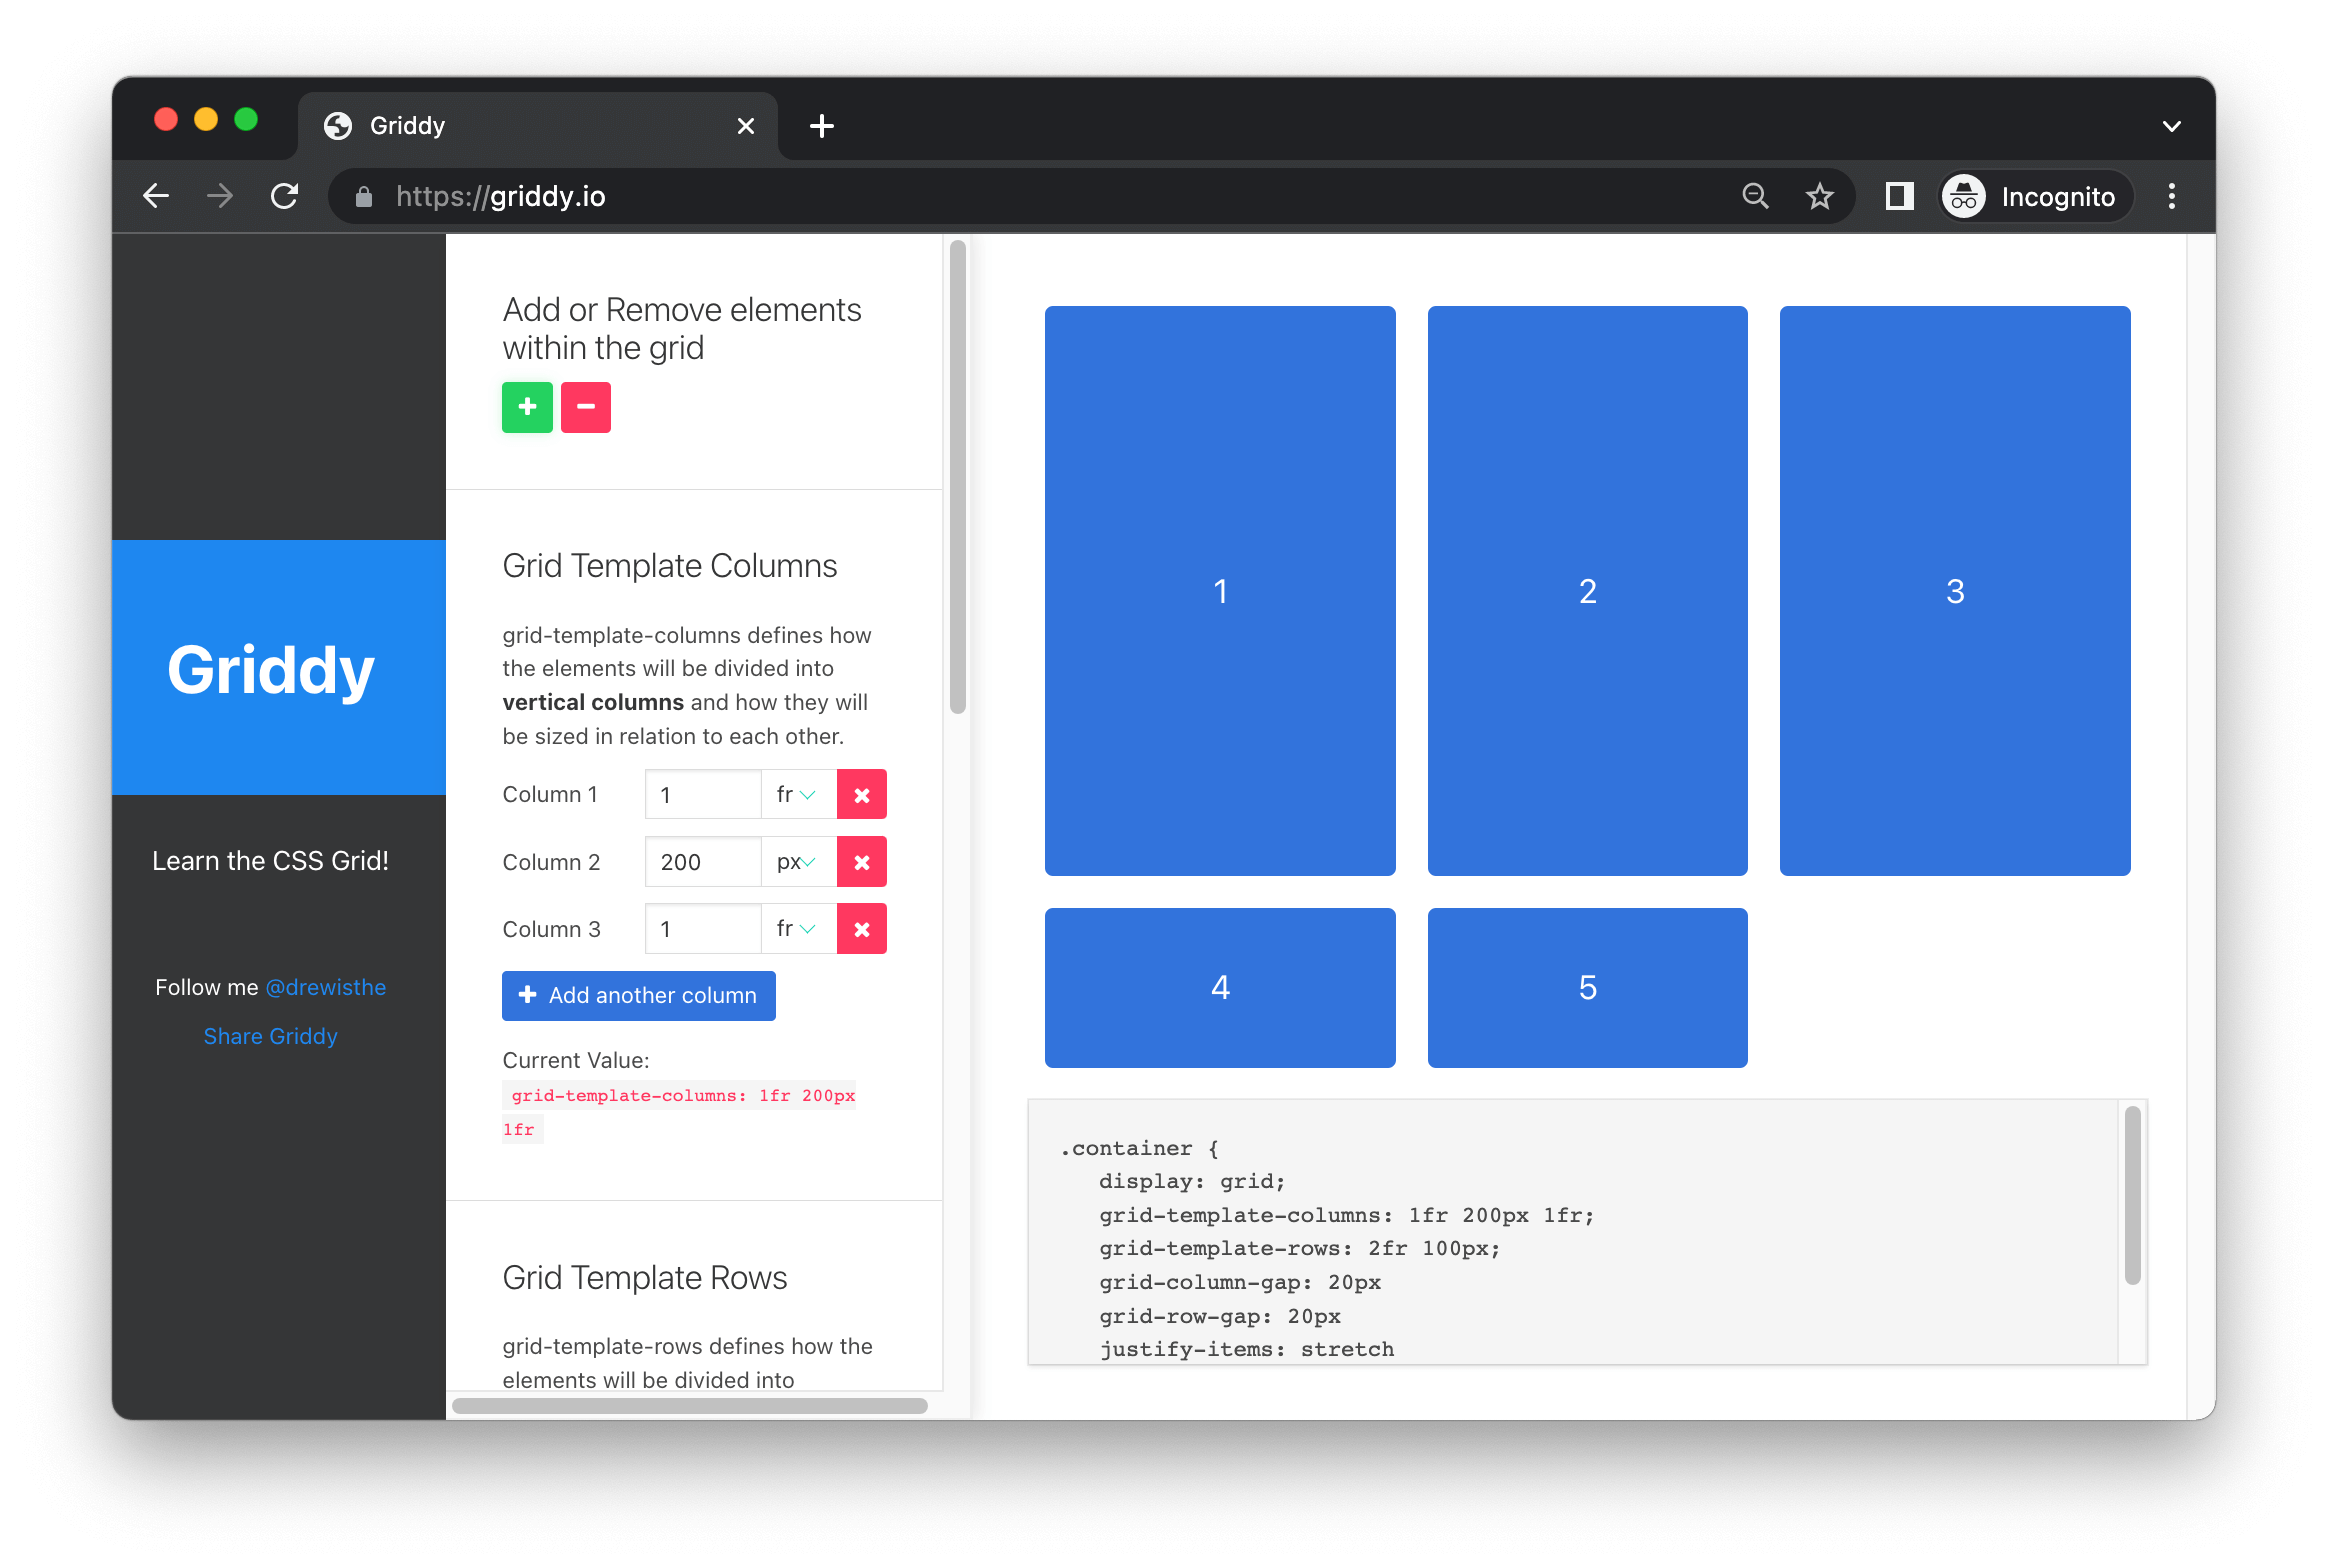 Griddy
https://griddy.io
Incognito
Griddy
Learn the CSS Grid!
Follow me @drewisthe
Share Griddy
Add or Remove elements
within the grid
Grid Template Columns
grid-template-columns defines how
the elements will be divided into
vertical columns and how they will
be sized in relation to each other.
Column 1 1 fr
Column 2 200 px
Column 3 1 fr
Add another column
Current Value:
grid-template-columns: 1fr 200px
1fr
Grid Template Rows
grid-template-rows defines how the
elements will be divided into
1 2 3
4 5
.container {
display: grid;
grid-template-columns: 1fr 200px 1fr;
grid-template-rows: 2fr 100px;
grid-column-gap: 20px
grid-row-gap: 20px
justify-items: stretch